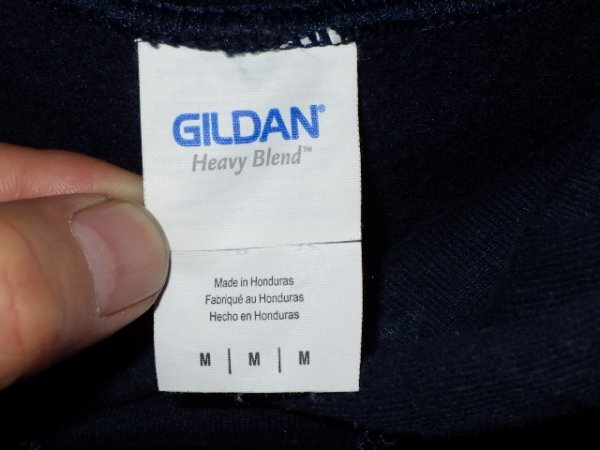 GILDAN®
Heavy Blend™
Made in Honduras
Fabriqué au Honduras
Hecho en Honduras
M | M | M